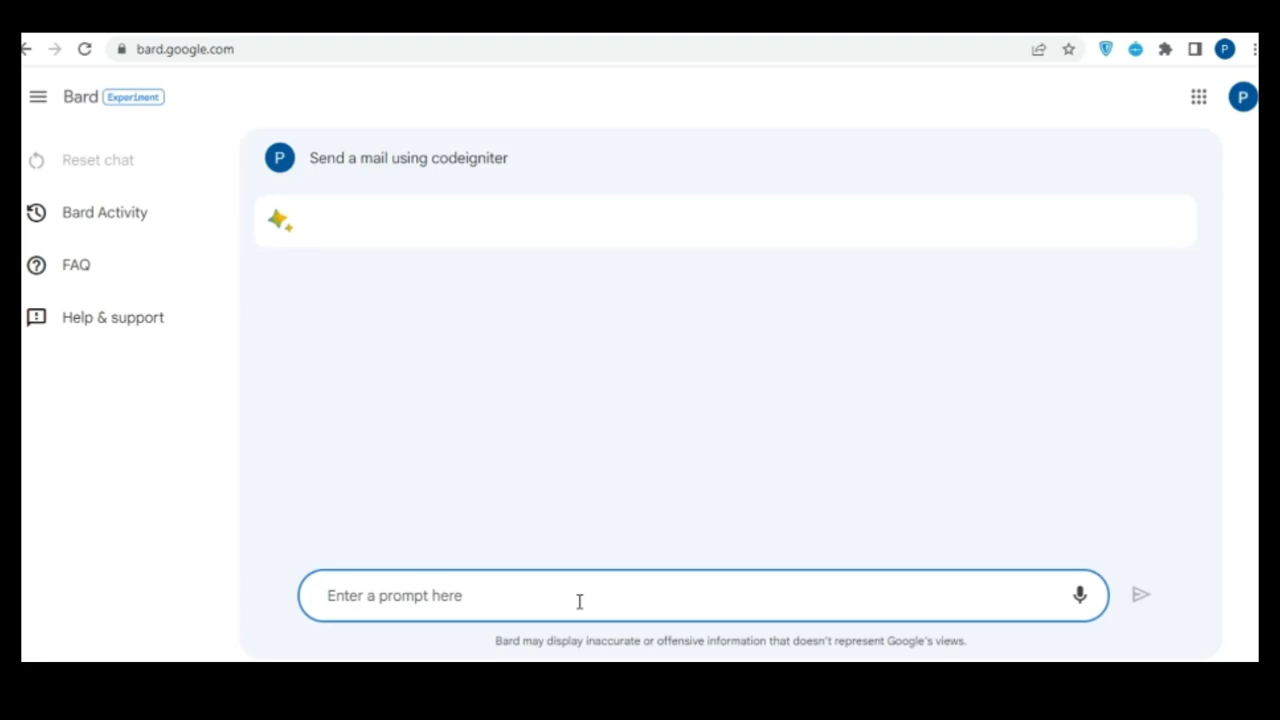 bard.google.com
P
Bard Experiment
P
Reset chat
P Send a mail using codeigniter
Bard Activity
FAQ
Help & support
Enter a prompt here
Bard may display inaccurate or offensive information that doesn't represent Google's views.